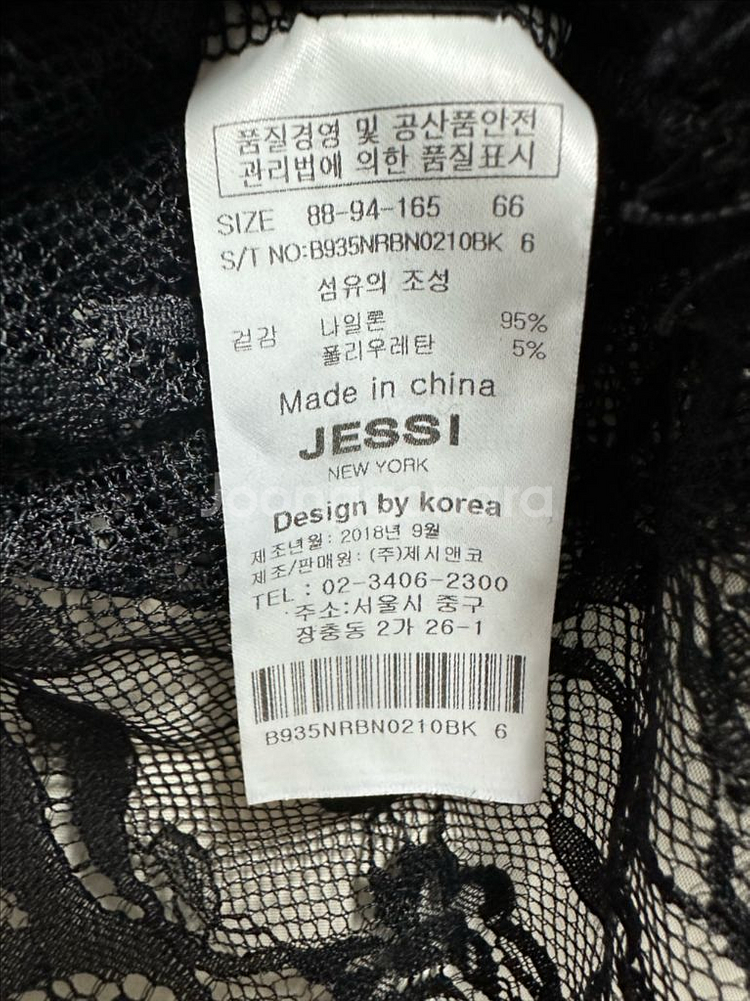 품질경영 및 공산품안전
관리법에 의한 품질표시
SIZE 88-94-165 66
S/T NO:B935NRBN0210BK 6
섬유의 조성
겉감 나일론 95%
폴리우레탄 5%
Made in china
JESSI
NEW YORK
Design by korea
제조년월: 2018년 9월
제조/판매원: (주)제시앤코
TEL : 02-3406-2300
주소:서울시 중구
장충동 2가 26-1
B935NRBN0210BK 6